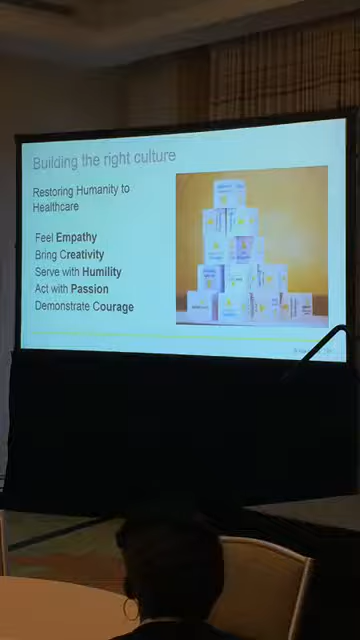 Building the right culture
Restoring Humanity to
Healthcare
Feel Empathy
Bring Creativity
Serve with Humility
Act with Passion
Demonstrate Courage